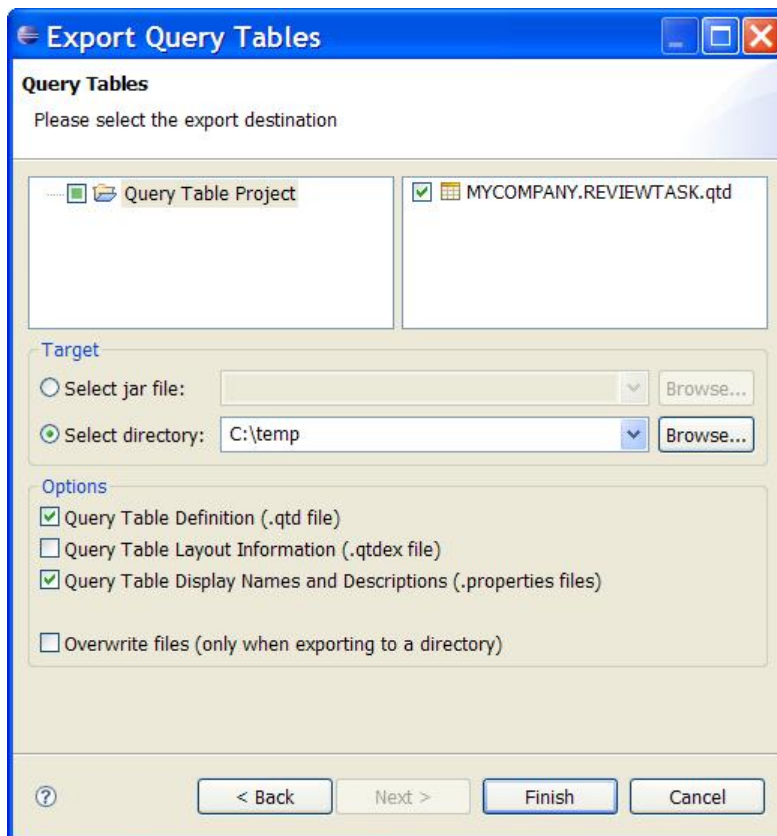 Export Query Tables
Query Tables
Please select the export destination
Query Table Project
MYCOMPANY.REVIEWTASK.qtd
Target
Select jar file:
Browse...
Select directory:
C:\temp
Browse...
Options
Query Table Definition (.qtd file)
Query Table Layout Information (.qtdex file)
Query Table Display Names and Descriptions (.properties files)
Overwrite files (only when exporting to a directory)
?
< Back
Next >
Finish
Cancel